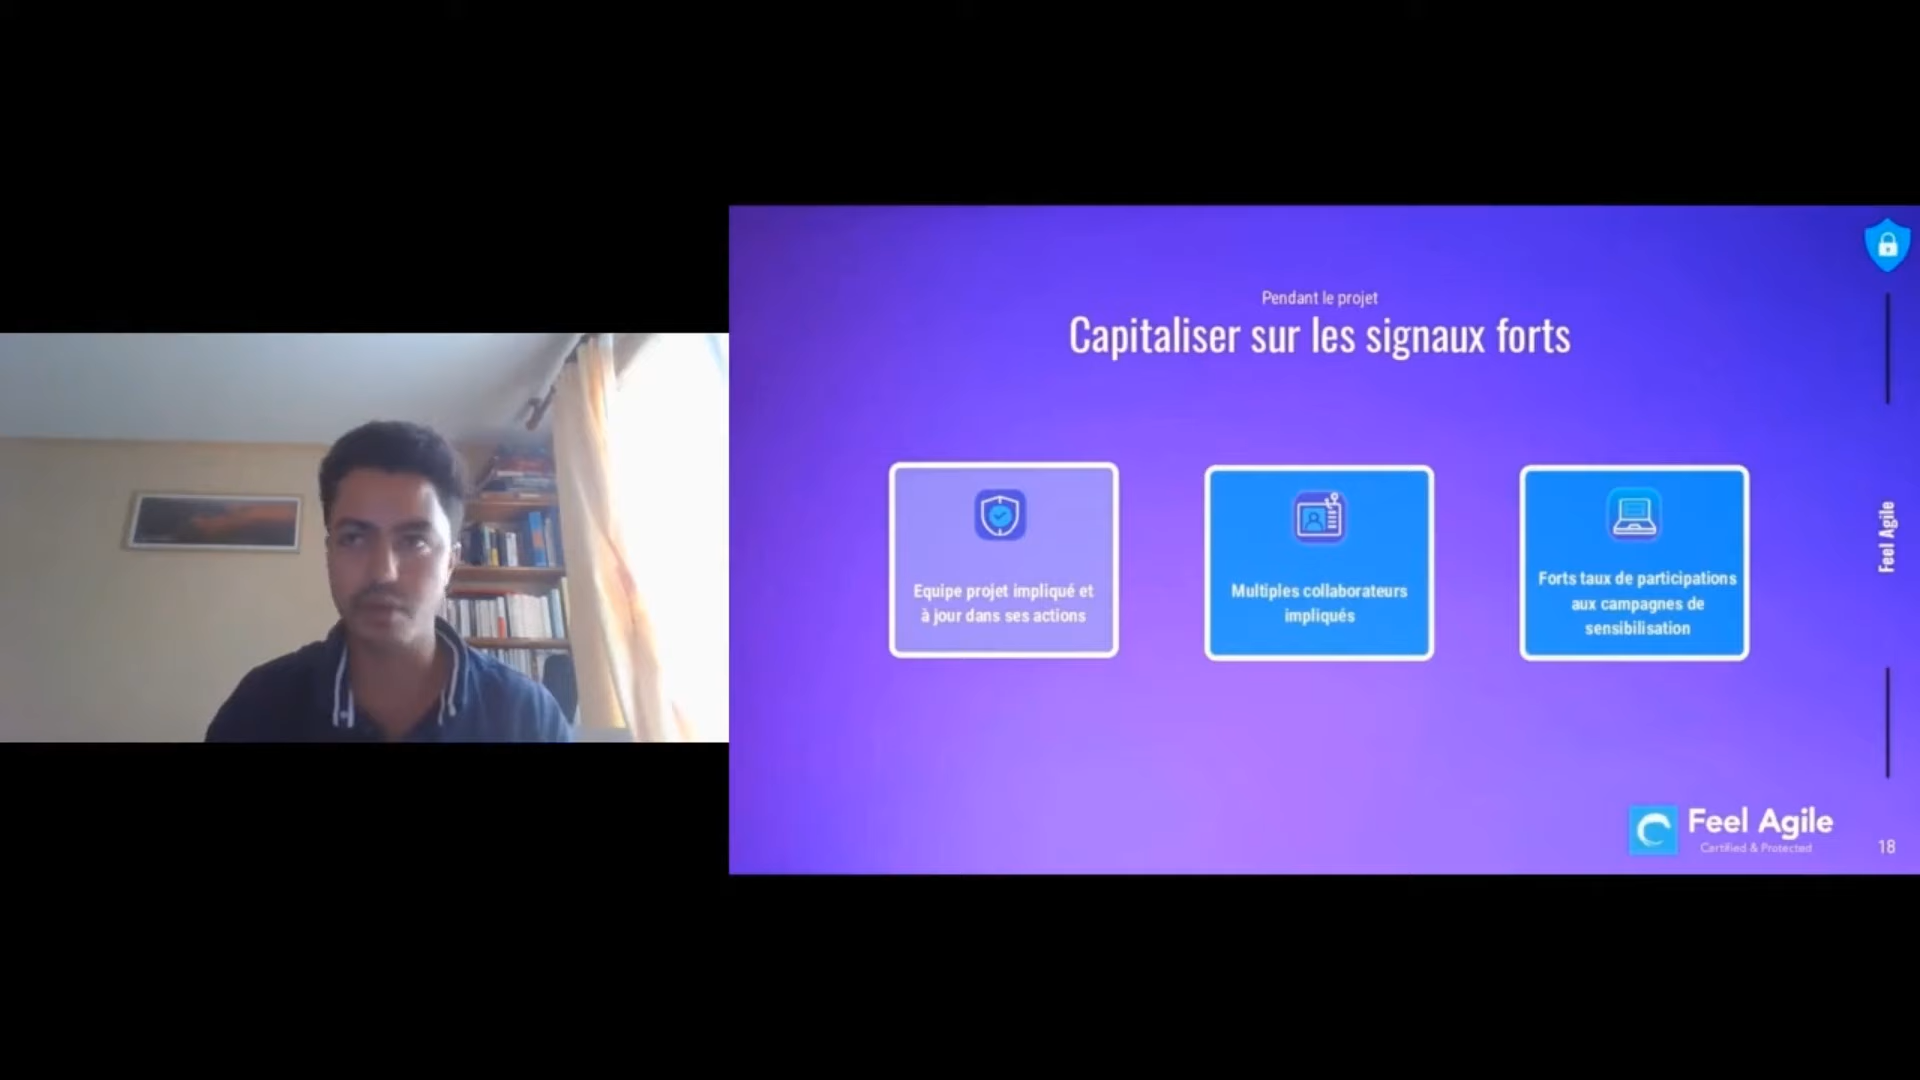 Pendant le projet
Capitaliser sur les signaux forts
Equipe projet impliqué et
à jour dans ses actions
Multiples collaborateurs
impliqués
Forts taux de participations
aux campagnes de
sensibilisation
Feel Agile
Feel Agile
Certified & Protected
18